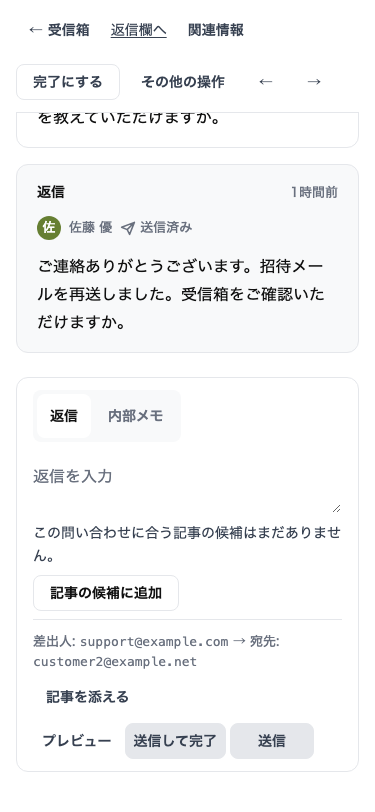 ← 受信箱 返信欄へ 関連情報
完了にする その他の操作 ← →
を教えていただけますか。
返信 1時間前
佐 佐藤 優 送信済み
ご連絡ありがとうございます。招待メー
ルを再送しました。受信箱をご確認いた
だけますか。
返信 内部メモ
返信を入力
この問い合わせに合う記事の候補はまだありませ
ん。
記事の候補に追加
差出人: support@example.com → 宛先:
customer2@example.net
記事を添える
プレビュー 送信して完了 送信